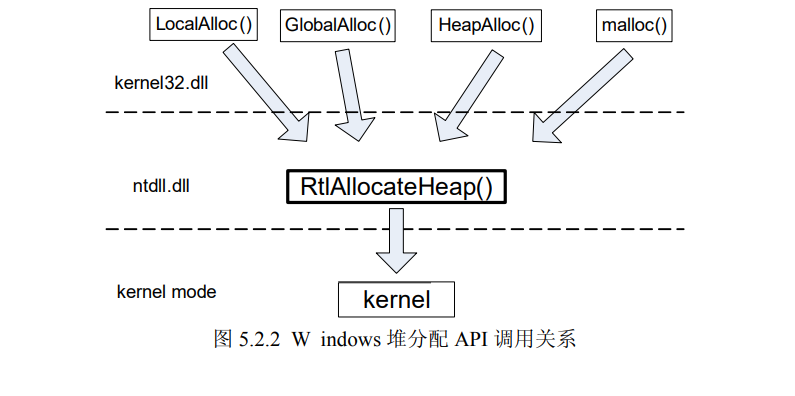 LocalAlloc() GlobalAlloc() HeapAlloc() malloc()
kernel32.dll
ntdll.dll RtlAllocateHeap()
kernel mode kernel
图 5.2.2 W indows 堆分配 API 调用关系